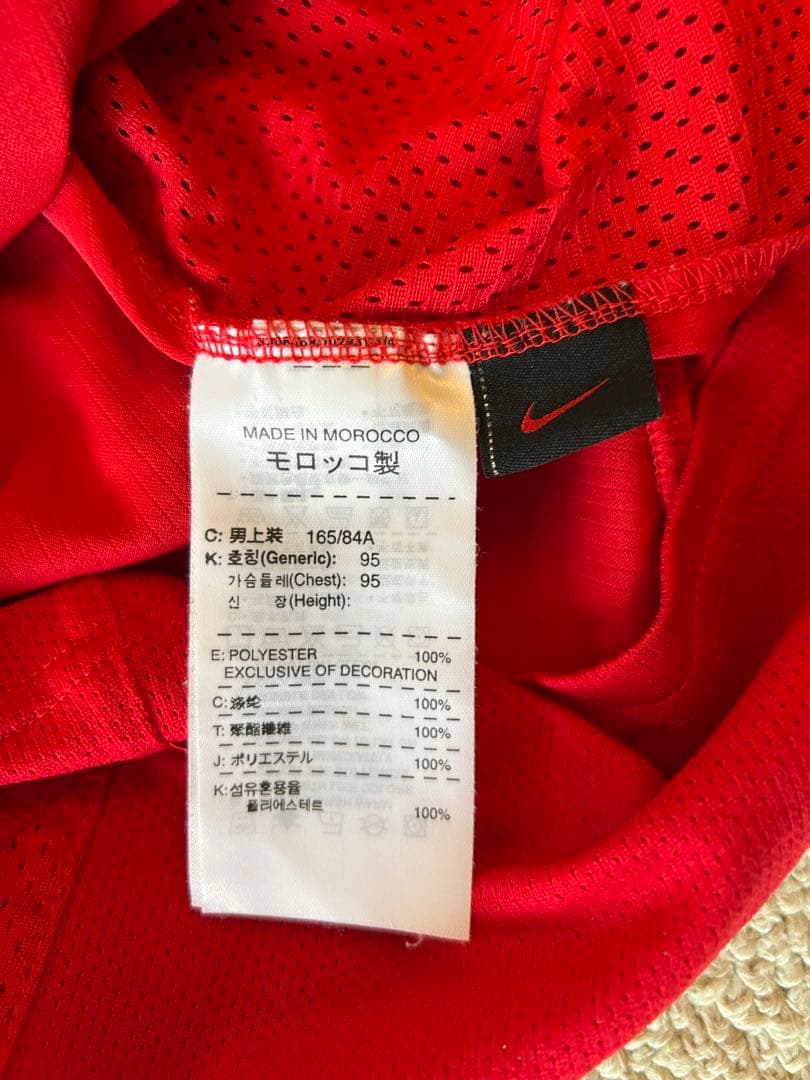 MADE IN MOROCCO
モロッコ製
C: 男上装 165/84A
K: 호칭(Generic): 95
가슴둘레(Chest): 95
신 장(Height):
E: POLYESTER 100%
EXCLUSIVE OF DECORATION
C: 涤纶 100%
T: 聚酯纖維 100%
J: ポリエステル 100%
K: 섬유혼용율
폴리에스테르 100%